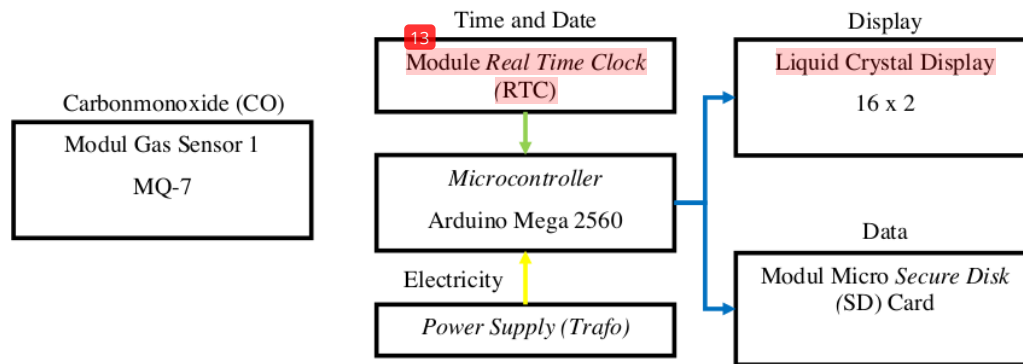 Time and Date
13
Module Real Time Clock
(RTC)
Display
Liquid Crystal Display
16 x 2
Carbonmonoxide (CO)
Modul Gas Sensor 1
MQ-7
Microcontroller
Arduino Mega 2560
Electricity
Power Supply (Trafo)
Data
Modul Micro Secure Disk
(SD) Card